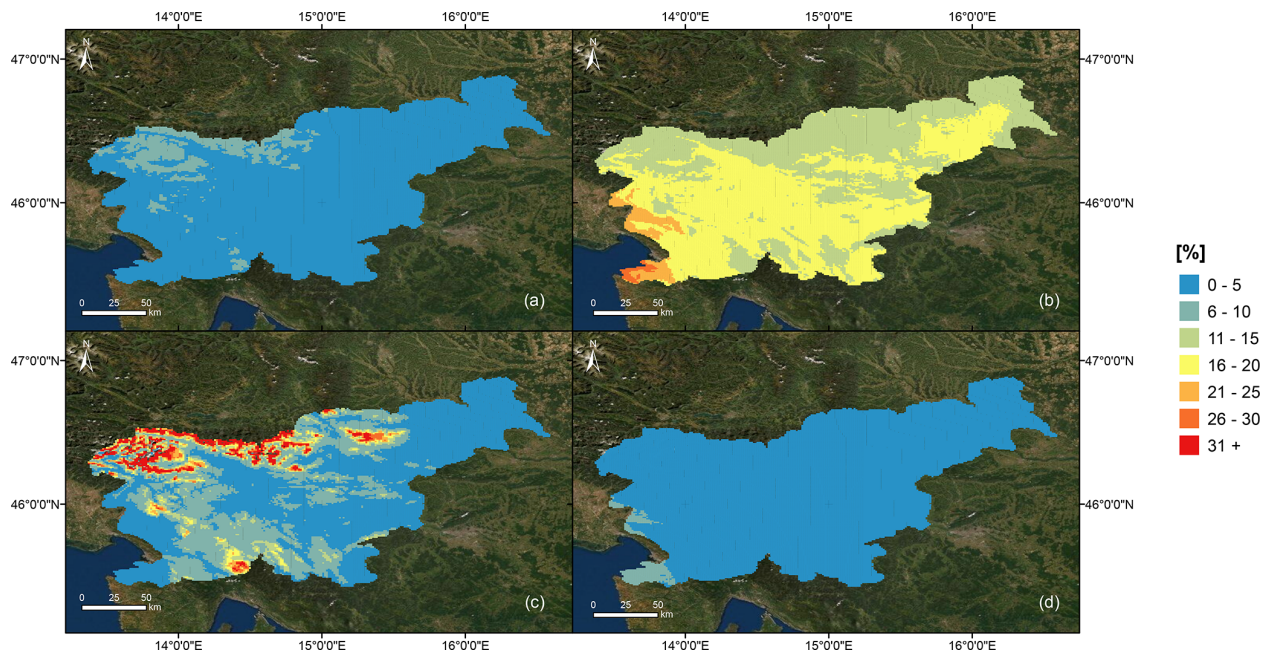 14°0'0"E 15°0'0"E 16°0'0"E 14°0'0"E 15°0'0"E 16°0'0"E
47°0'0"N N N 47°0'0"N
46°0'0"N 46°0'0"N
0 25 50 km (a) 0 25 50 km (b)
[%]
0 - 5
6 - 10
11 - 15
16 - 20
21 - 25
26 - 30
31 +
47°0'0"N N N 47°0'0"N
46°0'0"N 46°0'0"N
0 25 50 km (c) 0 25 50 km (d)
14°0'0"E 15°0'0"E 16°0'0"E 14°0'0"E 15°0'0"E 16°0'0"E